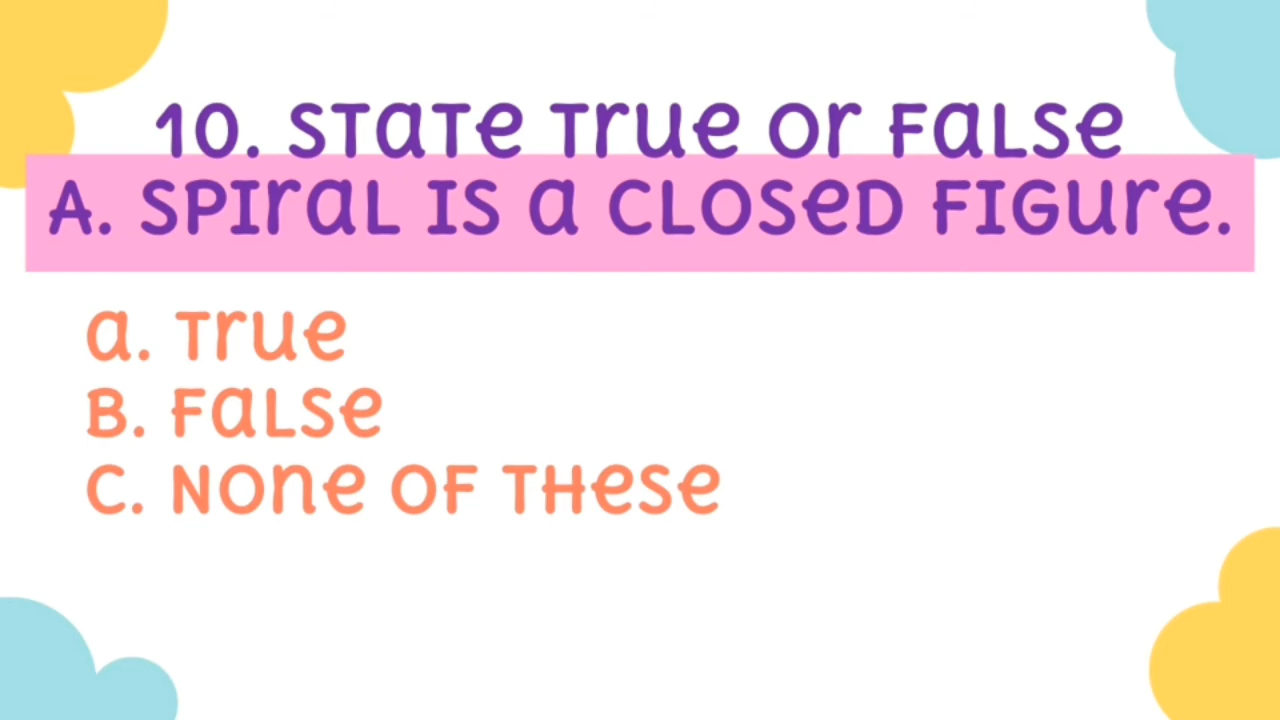 10. State True or False
A. Spiral is a closed figure.
a. True
B. False
C. None of these